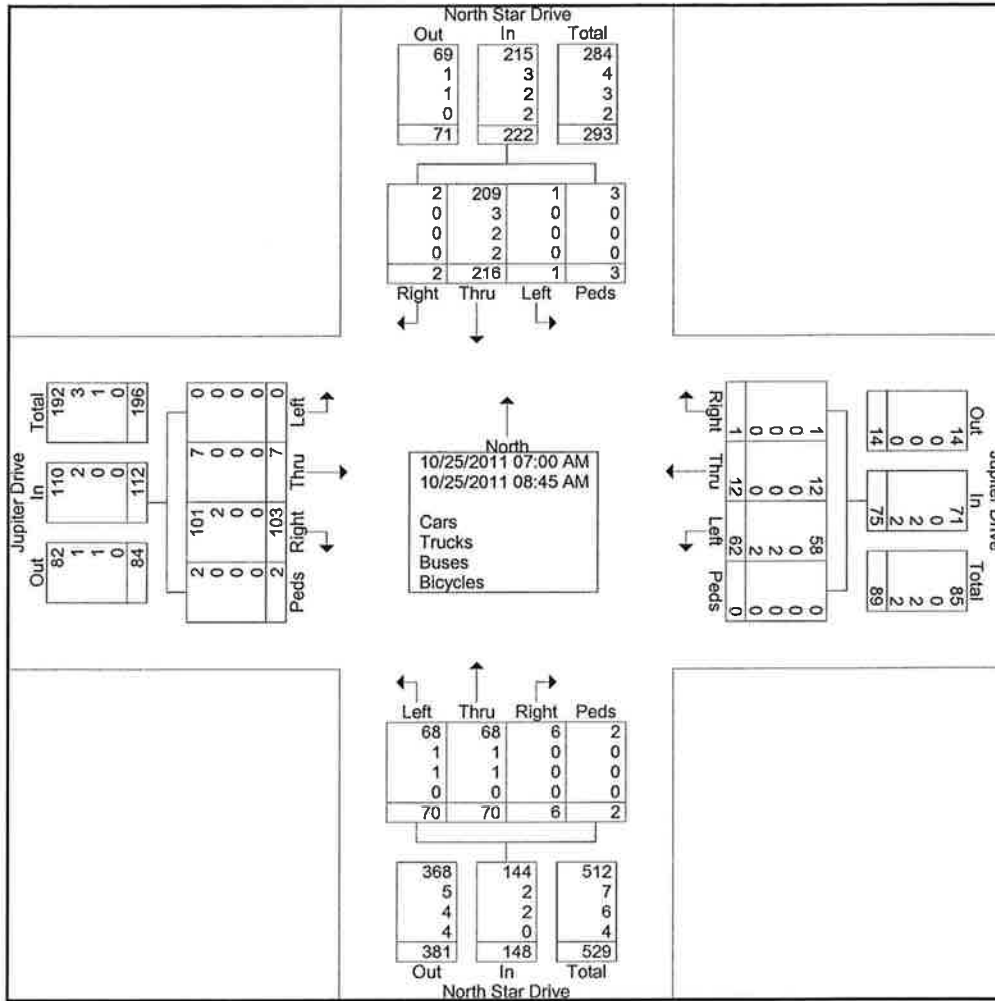 North Star Drive
Out In Total
69 215 284
1 3 4
1 2 3
0 2 2
71 222 293
2 209 1 3
0 3 0 0
0 2 0 0
0 2 0 0
2 216 1 3
Right Thru Left Peds
Jupiter Drive
Out In Total
82 110 192
1 2 3
1 0 1
0 0 0
84 112 196
2 101 7 0
0 2 0 0
0 0 0 0
0 0 0 0
2 103 7 0
Peds Right Thru Left
North
10/25/2011 07:00 AM
10/25/2011 08:45 AM
Cars
Trucks
Buses
Bicycles
Jupiter Drive
Out In Total
14 71 85
0 0 0
0 2 2
0 2 2
14 75 89
1 12 58 0
0 0 0 0
0 0 2 0
0 0 2 0
1 12 62 0
Right Thru Left Peds
Left Thru Right Peds
68 68 6 2
1 1 0 0
1 1 0 0
0 0 0 0
70 70 6 2
368 144 512
5 2 7
4 2 6
4 0 4
381 148 529
Out In Total
North Star Drive